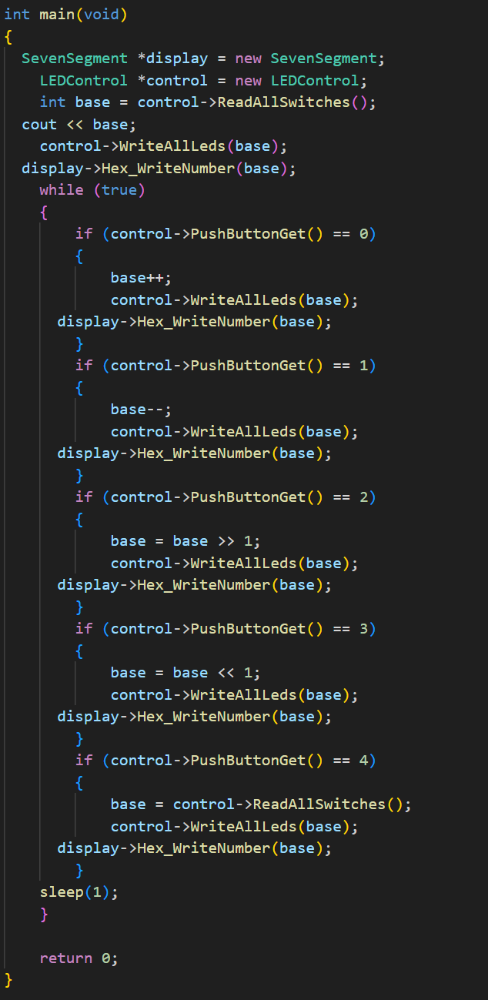 int main(void)
{
  SevenSegment *display = new SevenSegment;
    LEDControl *control = new LEDControl;
    int base = control->ReadAllSwitches();
  cout << base;
    control->WriteAllLeds(base);
  display->Hex_WriteNumber(base);
    while (true)
    {
        if (control->PushButtonGet() == 0)
        {
            base++;
            control->WriteAllLeds(base);
      display->Hex_WriteNumber(base);
        }
        if (control->PushButtonGet() == 1)
        {
            base--;
            control->WriteAllLeds(base);
      display->Hex_WriteNumber(base);
        }
        if (control->PushButtonGet() == 2)
        {
            base = base >> 1;
            control->WriteAllLeds(base);
      display->Hex_WriteNumber(base);
        }
        if (control->PushButtonGet() == 3)
        {
            base = base << 1;
            control->WriteAllLeds(base);
      display->Hex_WriteNumber(base);
        }
        if (control->PushButtonGet() == 4)
        {
            base = control->ReadAllSwitches();
            control->WriteAllLeds(base);
      display->Hex_WriteNumber(base);
        }
    sleep(1);
    }

    return 0;
}